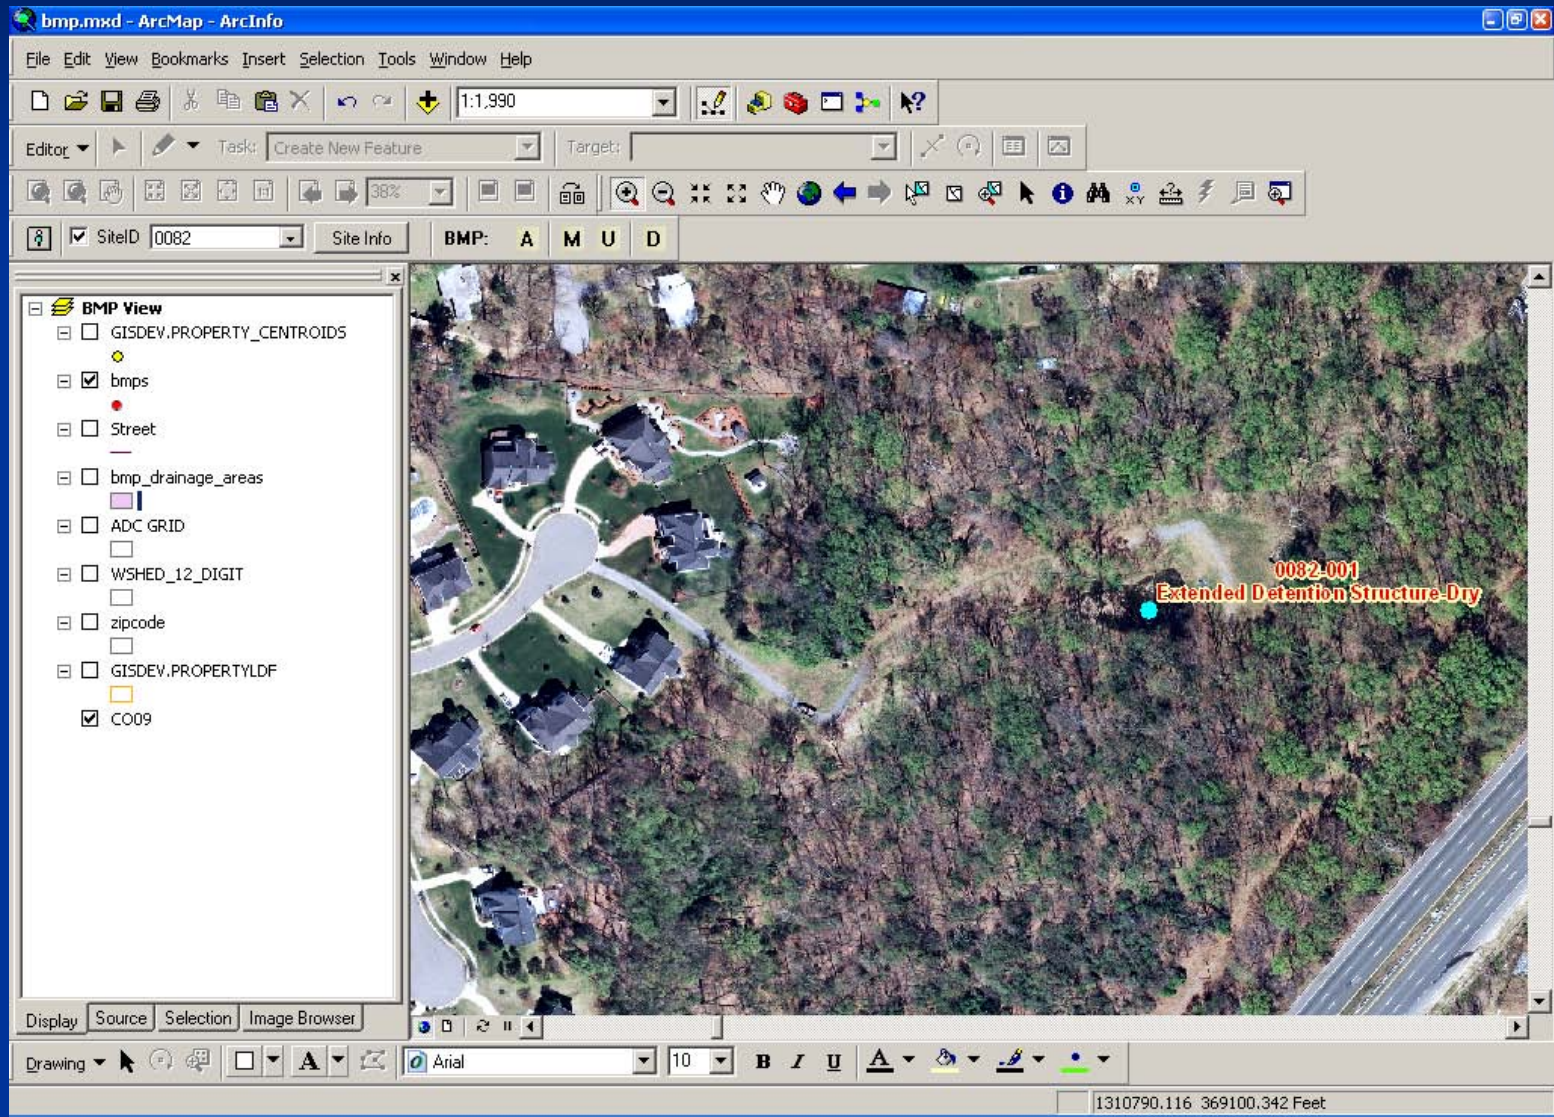 bmp.mxd - ArcMap - ArcInfo
File Edit View Bookmarks Insert Selection Tools Window Help
1:1,990
Editor Task: Create New Feature Target:
1:1 38% XY
SiteID 0082 Site Info BMP: A M U D
BMP View
GISDEV.PROPERTY_CENTROIDS
bmps
Street
bmp_drainage_areas
ADC GRID
WSHED_12_DIGIT
zipcode
GISDEV.PROPERTYLDF
CO09
0082-001
Extended Detention Structure-Dry
Display Source Selection Image Browser
Drawing A Arial 10 B I U A
1310790.116 369100.342 Feet